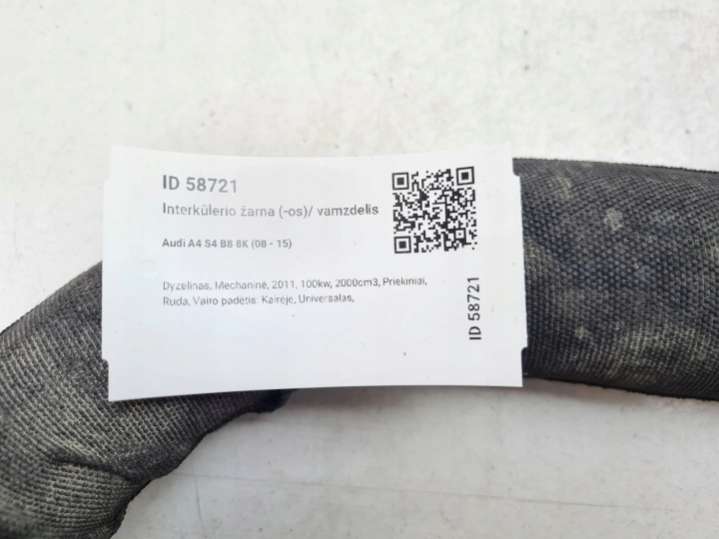 ID 58721
Interkūlerio žarna (-os)/ vamzdelis
Audi A4 S4 B8 8K (08 - 15)
Dyzelinas, Mechaninė, 2011, 100kw, 2000cm3, Priekiniai,
Ruda, Vairo padėtis: Kairėje, Universalas,
ID 58721